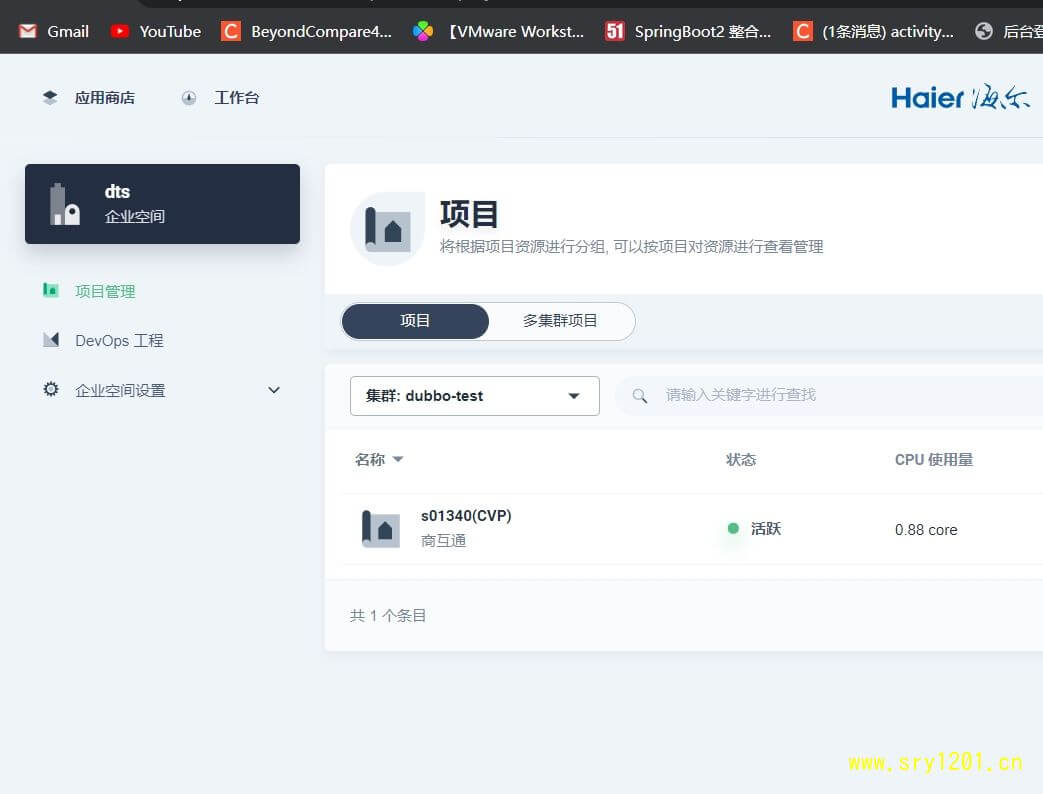 Gmail YouTube BeyondCompare4... 【VMware Workst... SpringBoot2 整合... (1条消息) activity... 后台登
应用商店 工作台
Haier 海尔
dts
企业空间
项目
将根据项目资源进行分组, 可以按项目对资源进行查看管理
项目管理
DevOps 工程
企业空间设置
项目 多集群项目
集群: dubbo-test 请输入关键字进行查找
名称 状态 CPU 使用量
s01340(CVP)
商互通
活跃 0.88 core
共 1 个条目
www.sry1201.cn